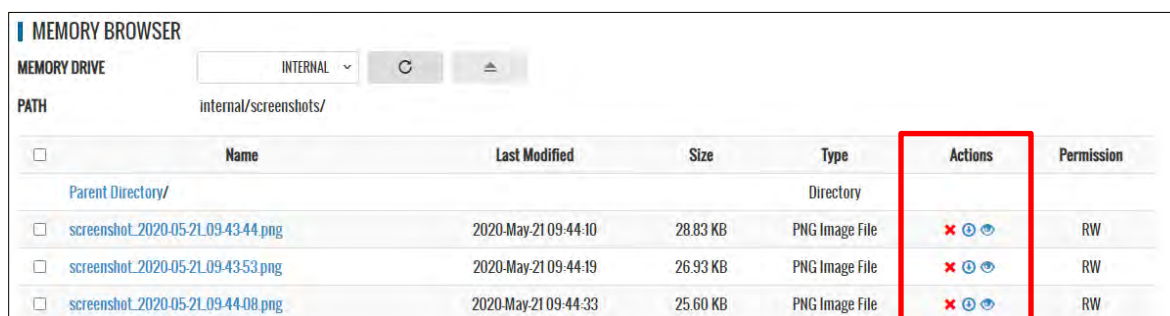 MEMORY BROWSER
MEMORY DRIVE INTERNAL
PATH internal/screenshots/
Name Last Modified Size Type Actions Permission
Parent Directory/ Directory
screenshot_2020-05-21_09-43-44.png 2020-May-21 09:44:10 28.83 KB PNG Image File RW
screenshot_2020-05-21_09-43-53.png 2020-May-21 09:44:19 26.93 KB PNG Image File RW
screenshot_2020-05-21_09-44-08.png 2020-May-21 09:44:33 25.60 KB PNG Image File RW